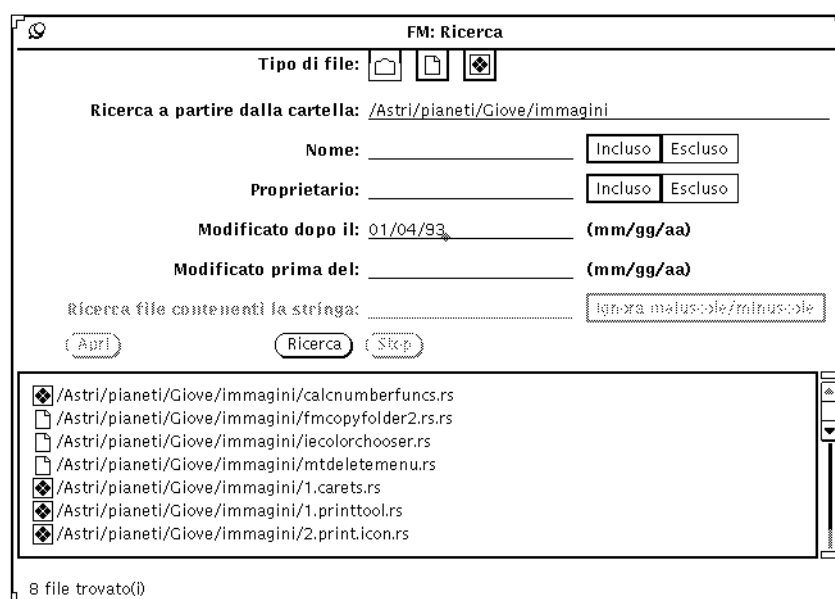 FM: Ricerca
Tipo di file:
Ricerca a partire dalla cartella: /Astri/pianeti/Giove/immagini
Nome: Incluso Escluso
Proprietario: Incluso Escluso
Modificato dopo il: 01/04/93 (mm/gg/aa)
Modificato prima del: (mm/gg/aa)
Ricerca file contenenti la stringa: Ignora maiuscole/minuscole
Apri Ricerca Stop
/Astri/pianeti/Giove/immagini/calcnumberfuncs.rs
/Astri/pianeti/Giove/immagini/fmcopyfolder2.rs.rs
/Astri/pianeti/Giove/immagini/iecolorchooser.rs
/Astri/pianeti/Giove/immagini/mtdeletemenu.rs
/Astri/pianeti/Giove/immagini/1.carets.rs
/Astri/pianeti/Giove/immagini/1.printtool.rs
/Astri/pianeti/Giove/immagini/2.print.icon.rs
8 file trovato(i)